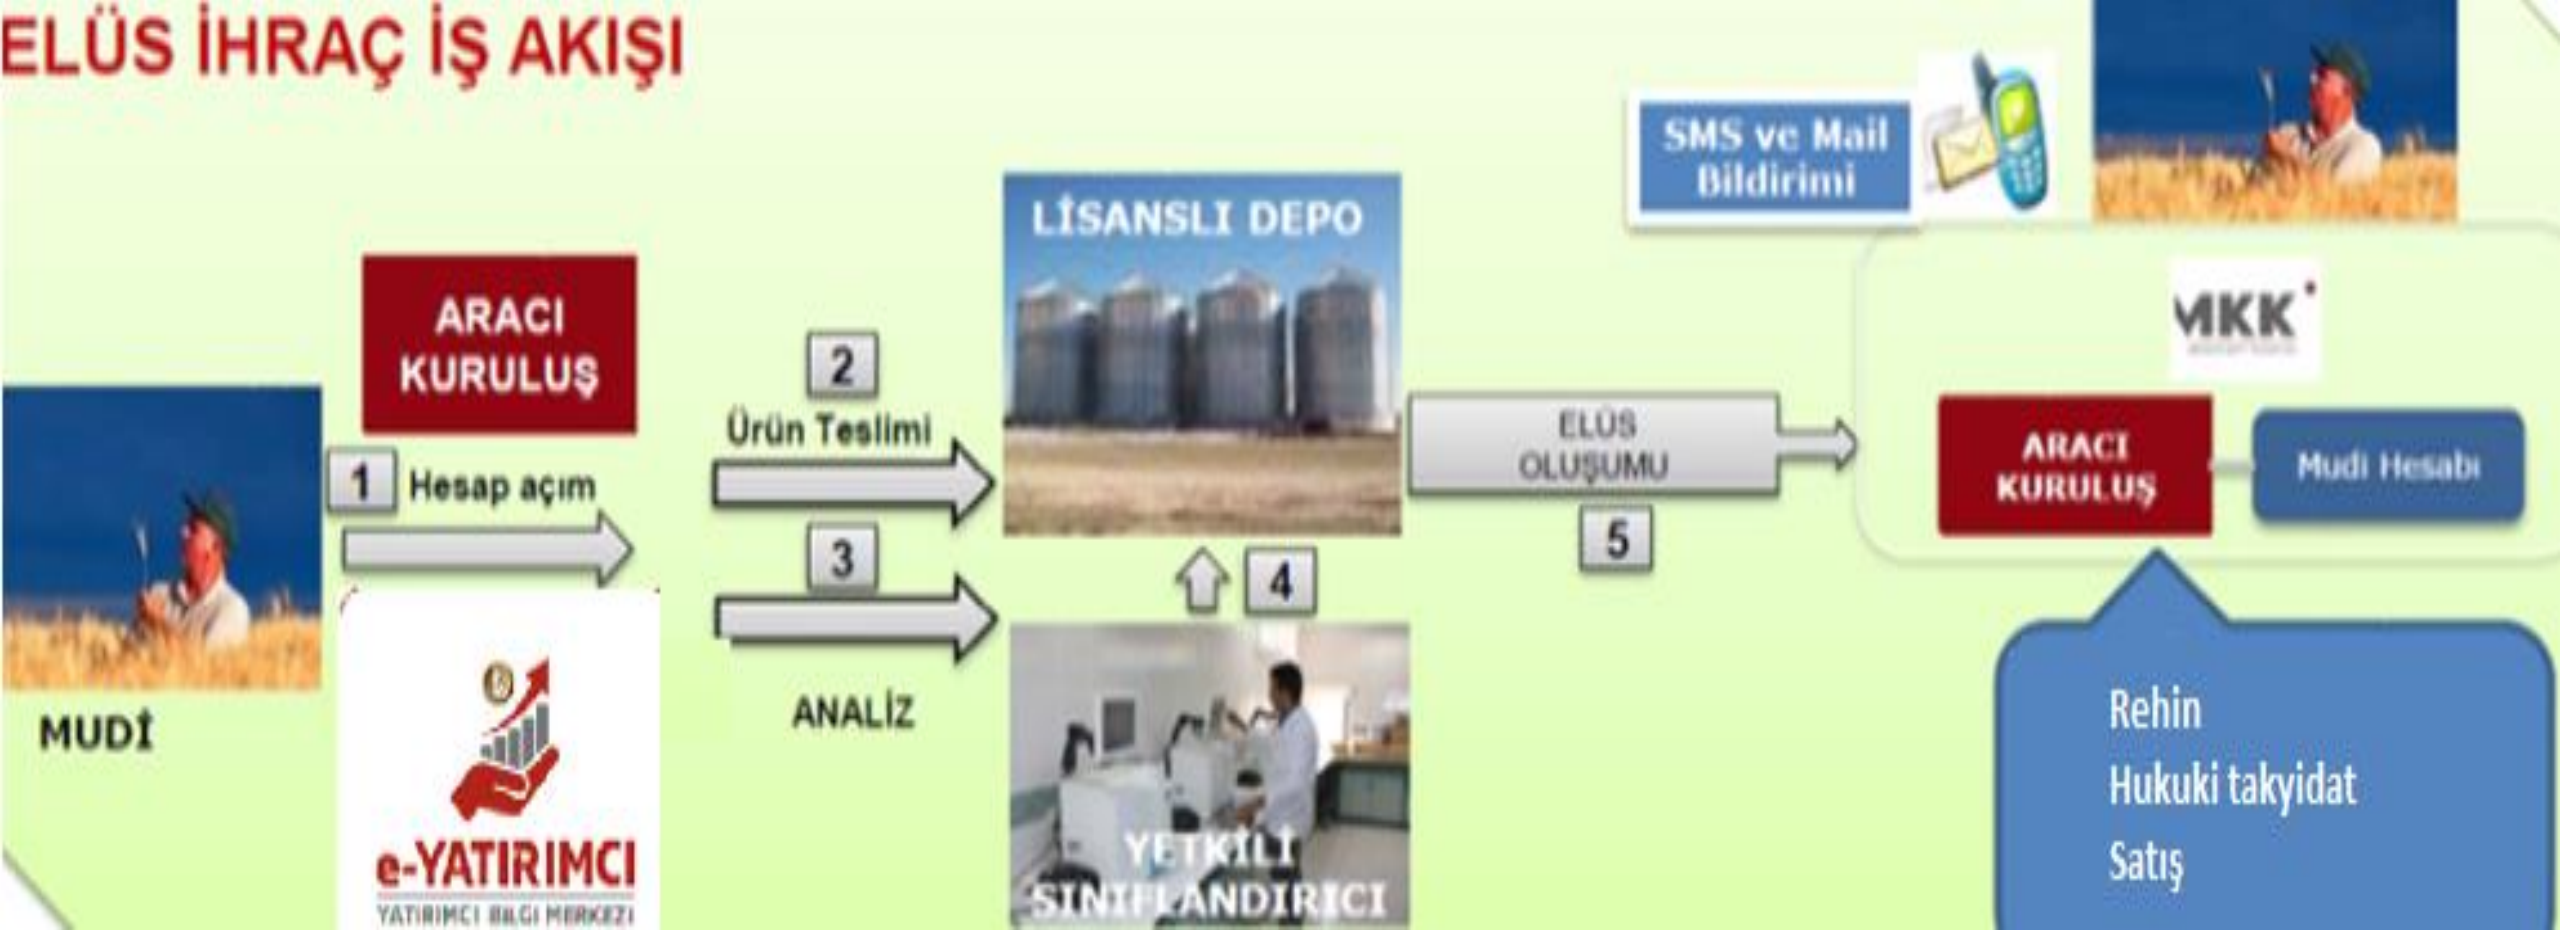 ELÜS İHRAÇ İŞ AKIŞI
SMS ve Mail
Bildirimi
LİSANSLI DEPO
ARACI
KURULUŞ
MKK
2
Ürün Teslimi
1
Hesap açım
ELÜS
OLUŞUMU
5
ARACI
KURULUŞ
Mudi Hesabı
3
4
MUDİ
ANALİZ
e-YATIRIMCI
YATIRIMCI BİLGİ MERKEZİ
YETKİLİ
SINIFLANDIRICI
Rehin
Hukuki takyidat
Satış